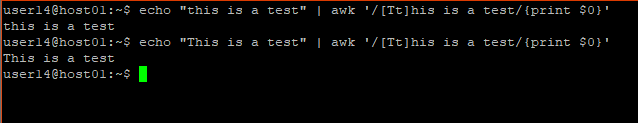 user14@host01:~$ echo "this is a test" | awk '/[Tt]his is a test/{print $0}'
this is a test
user14@host01:~$ echo "This is a test" | awk '/[Tt]his is a test/{print $0}'
This is a test
user14@host01:~$